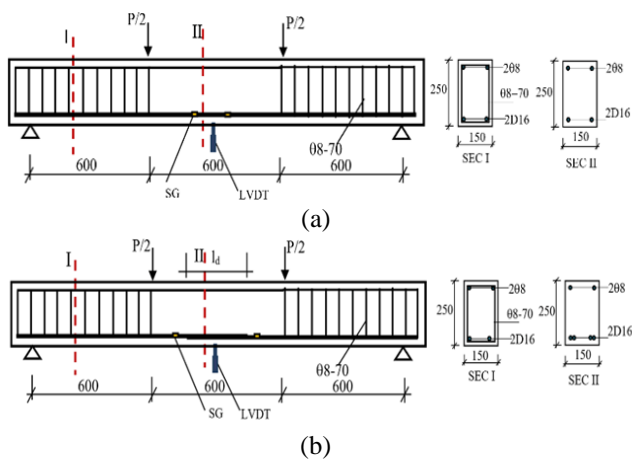 I
P/2
II
P/2
250
2θ8
θ8-70
2D16
150
SEC I
250
2θ8
2D16
150
SEC II
θ8-70
600
600
600
SG
LVDT
(a)
I
P/2
II
l_d
P/2
250
2θ8
θ8-70
2D16
150
SEC I
250
2θ8
2D16
150
SEC II
θ8-70
600
600
600
SG
LVDT
(b)